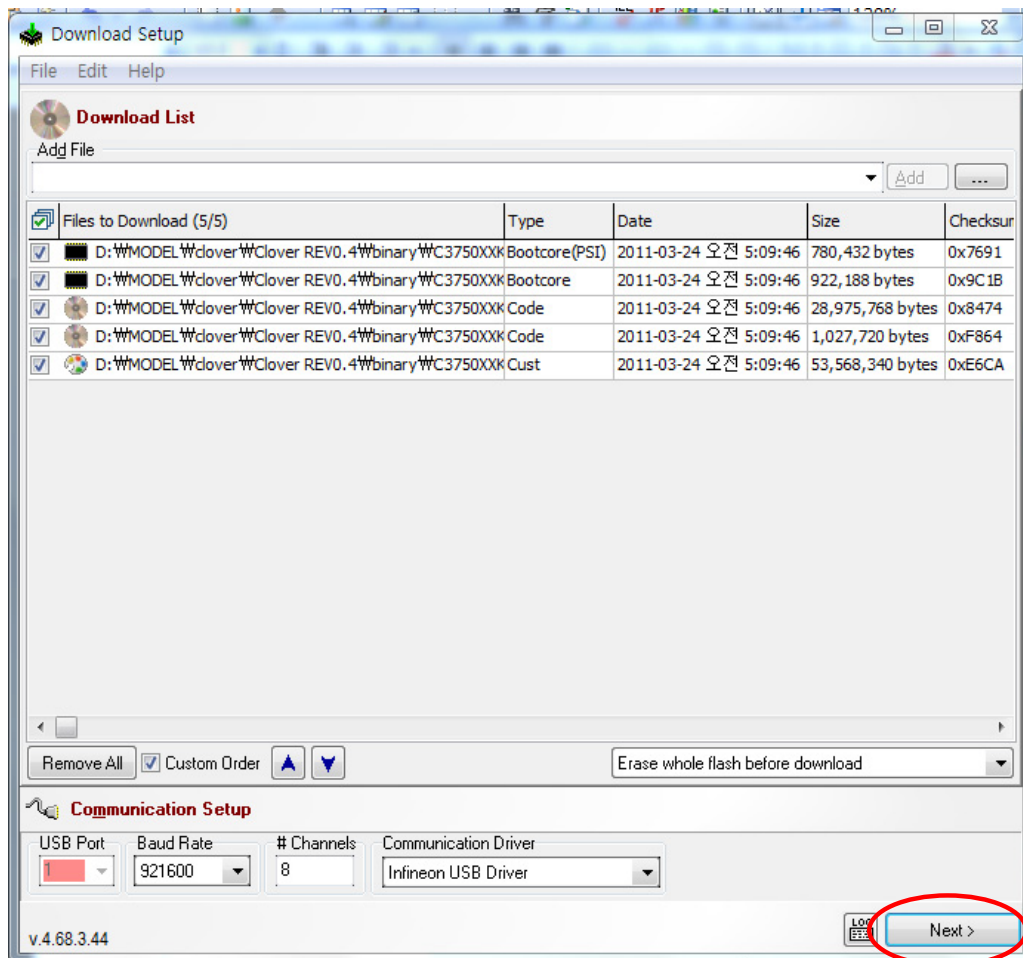 Download Setup
File Edit Help
Download List
Add File
Add ...
Files to Download (5/5) Type Date Size Checksur
D:₩MODEL₩clover₩Clover REV0.4₩binary₩C3750XXK Bootcore(PSI) 2011-03-24 오전 5:09:46 780,432 bytes 0x7691
D:₩MODEL₩clover₩Clover REV0.4₩binary₩C3750XXK Bootcore 2011-03-24 오전 5:09:46 922,188 bytes 0x9C1B
D:₩MODEL₩clover₩Clover REV0.4₩binary₩C3750XXK Code 2011-03-24 오전 5:09:46 28,975,768 bytes 0x8474
D:₩MODEL₩clover₩Clover REV0.4₩binary₩C3750XXK Code 2011-03-24 오전 5:09:46 1,027,720 bytes 0xF864
D:₩MODEL₩clover₩Clover REV0.4₩binary₩C3750XXK Cust 2011-03-24 오전 5:09:46 53,568,340 bytes 0xE6CA
Remove All Custom Order Erase whole flash before download
Communication Setup
USB Port Baud Rate # Channels Communication Driver
1 921600 8 Infineon USB Driver
LOG Next >
v.4.68.3.44